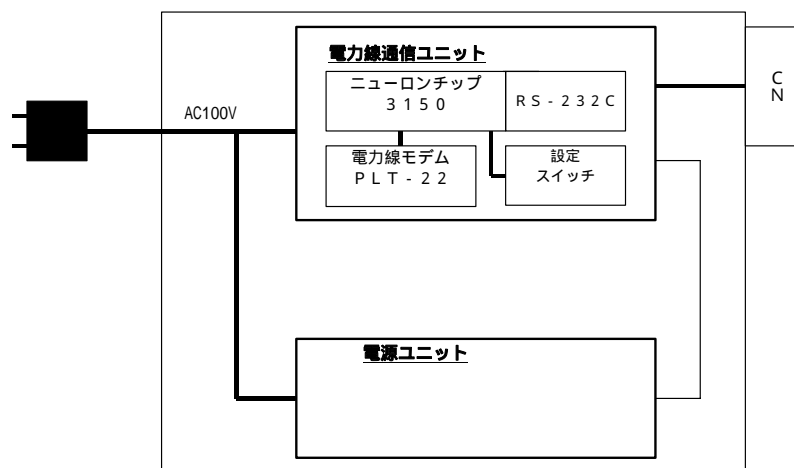 電力線通信ユニット
ニューロンチップ
３１５０
ＲＳ-２３２Ｃ
ＣＮ
AC100V
電力線モデム
ＰＬＴ-２２
設定
スイッチ
電源ユニット